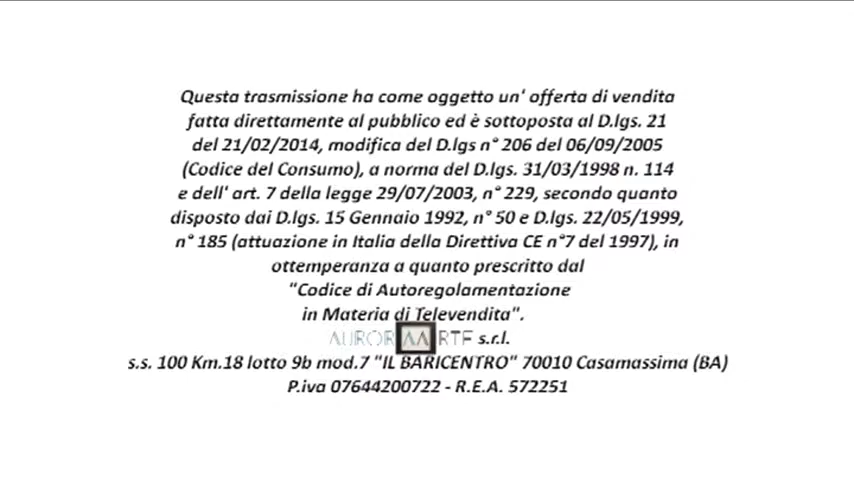 Questa trasmissione ha come oggetto un' offerta di vendita
fatta direttamente al pubblico ed è sottoposta al D.lgs. 21
del 21/02/2014, modifica del D.lgs n° 206 del 06/09/2005
(Codice del Consumo), a norma del D.lgs. 31/03/1998 n. 114
e dell' art. 7 della legge 29/07/2003, n° 229, secondo quanto
disposto dai D.lgs. 15 Gennaio 1992, n° 50 e D.lgs. 22/05/1999,
n° 185 (attuazione in Italia della Direttiva CE n°7 del 1997), in
ottemperanza a quanto prescritto dal
"Codice di Autoregolamentazione
in Materia di Televendita".
AURORAARTE s.r.l.
s.s. 100 Km.18 lotto 9b mod.7 "IL BARICENTRO" 70010 Casamassima (BA)
P.iva 07644200722 - R.E.A. 572251